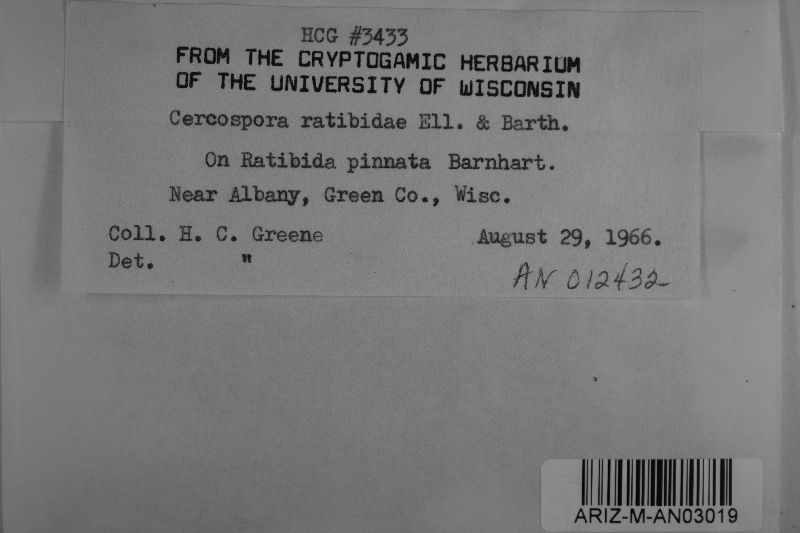 HCG #3433
FROM THE CRYPTOGAMIC HERBARIUM
OF THE UNIVERSITY OF WISCONSIN
Cercospora ratibidae Ell. & Barth.
On Ratibida pinnata Barnhart.
Near Albany, Green Co., Wisc.
Coll. H. C. Greene August 29, 1966.
Det. "
AN 012432
ARIZ-M-AN03019